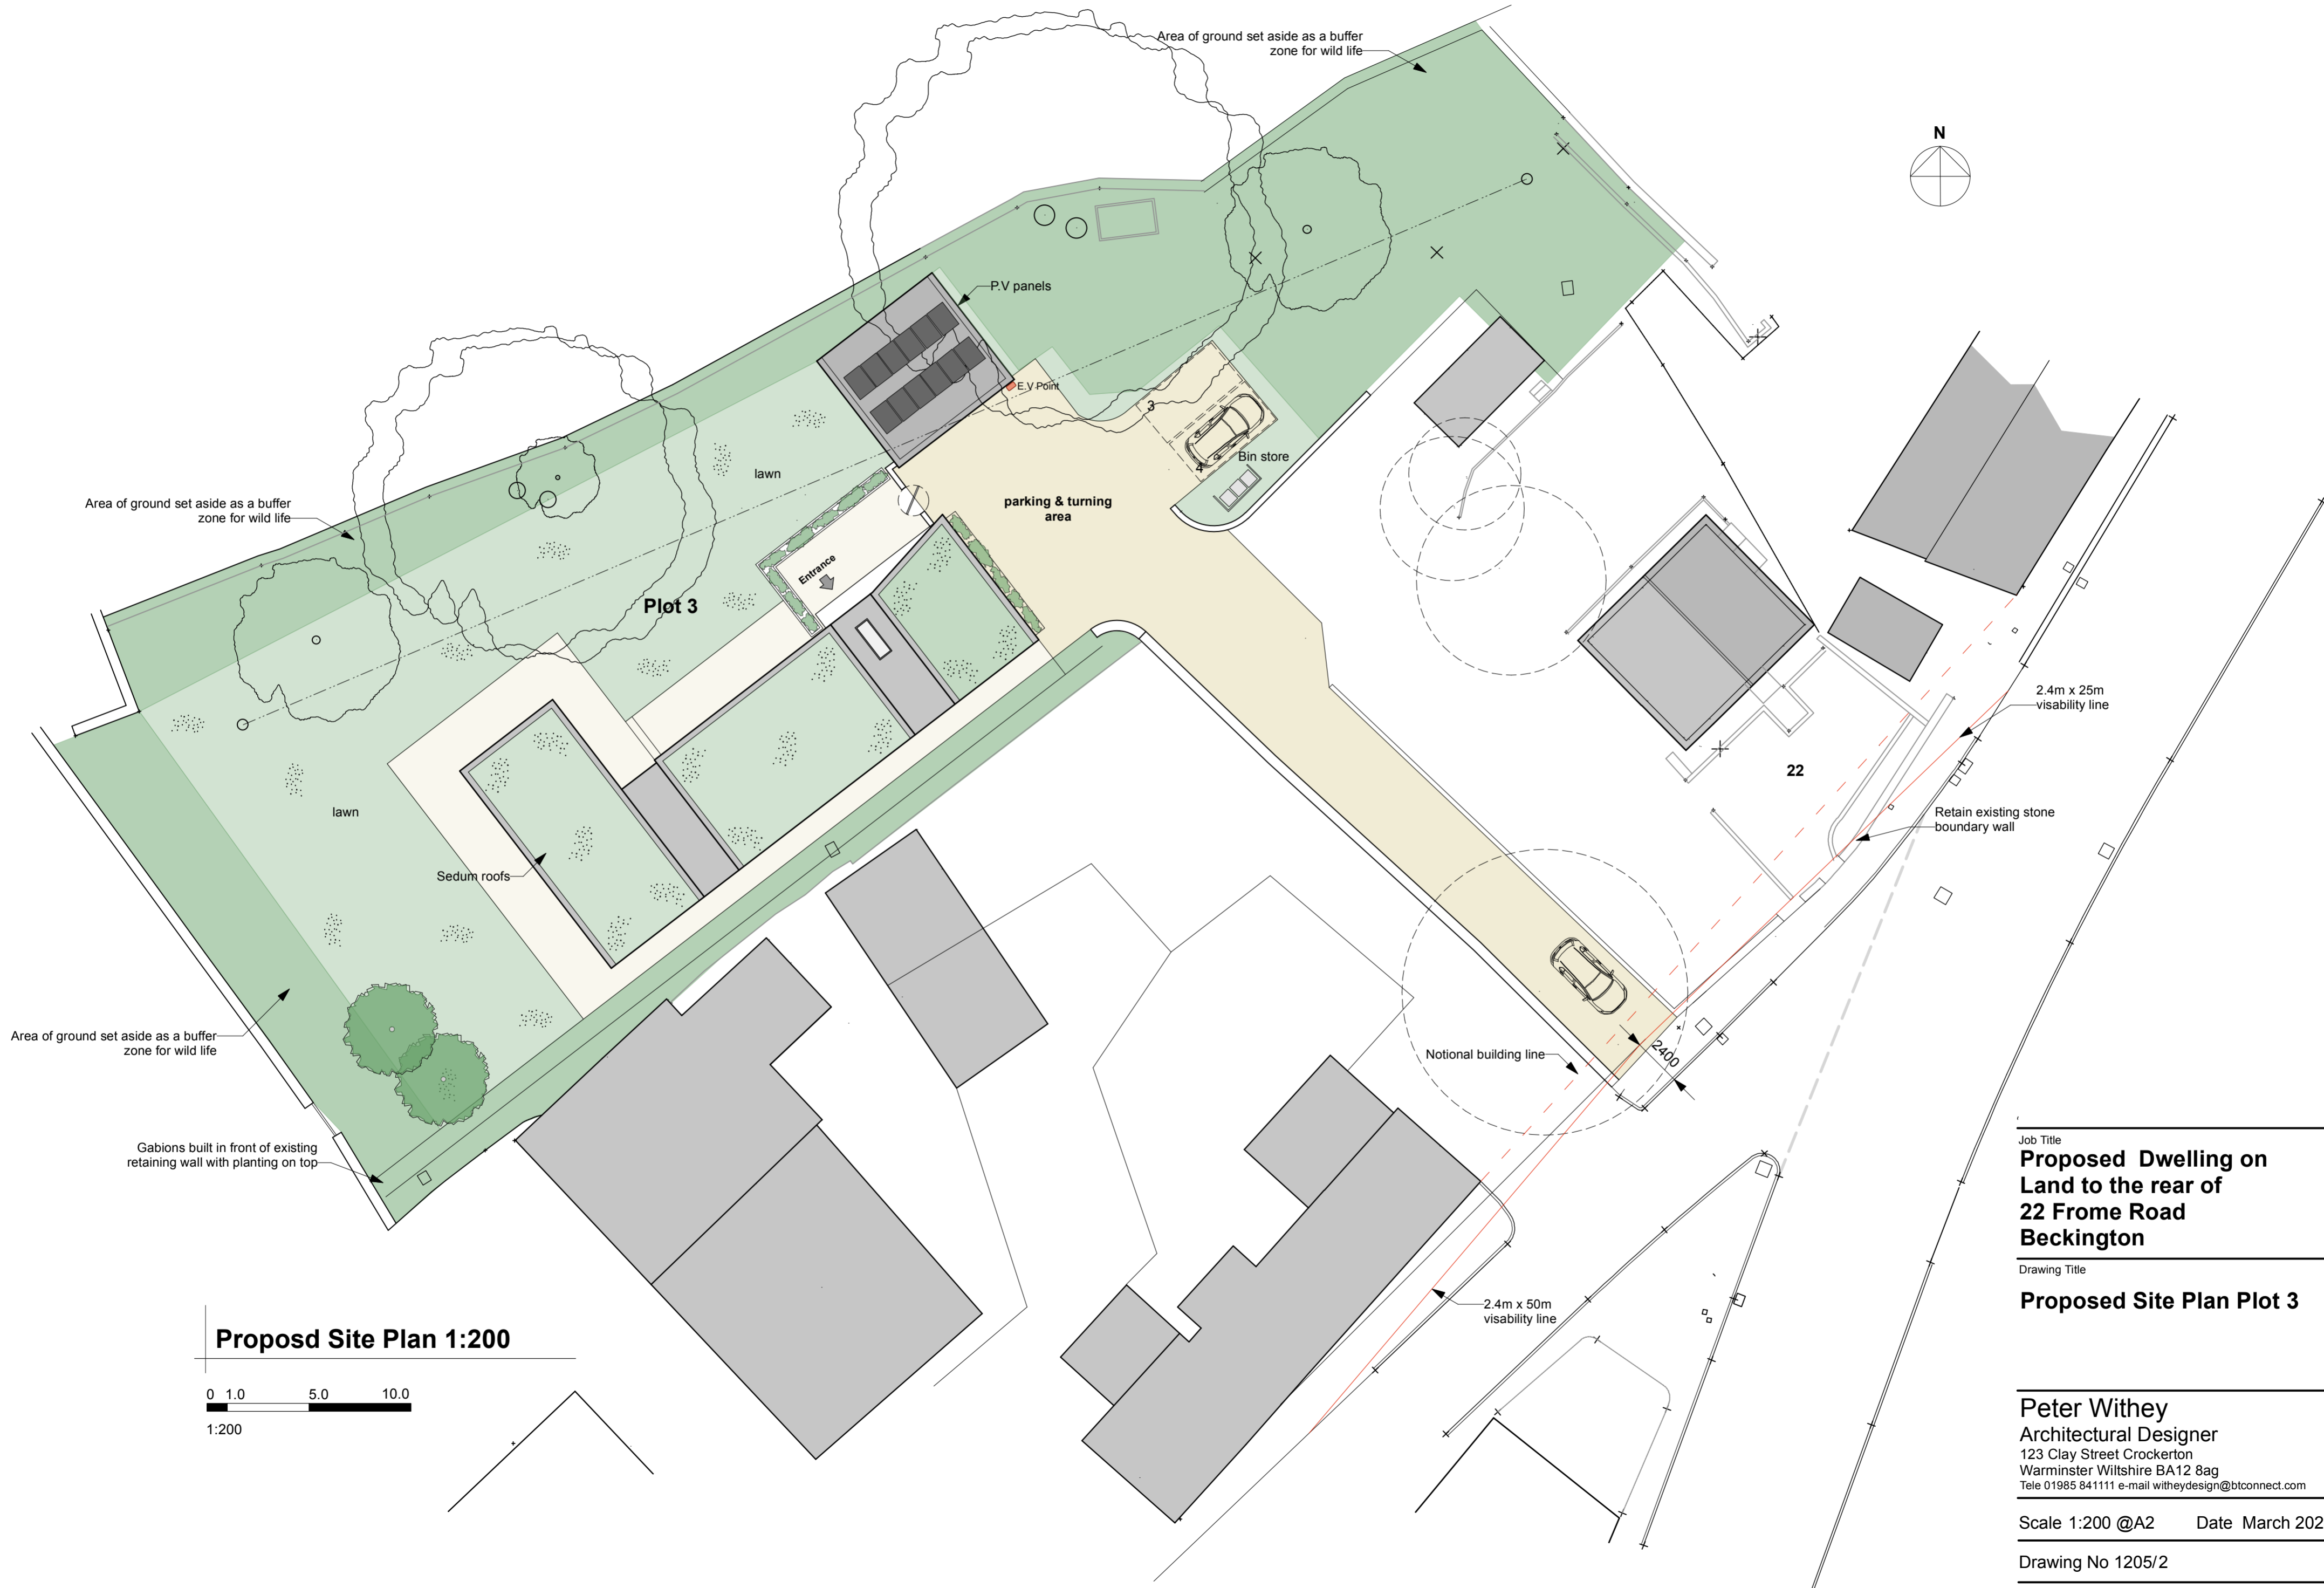 Area of ground set aside as a buffer
zone for wild life
N
P.V panels
E.V Point
3
4
Bin store
lawn
parking & turning
area
Area of ground set aside as a buffer
zone for wild life
Entrance
Plot 3
2.4m x 25m
visability line
22
lawn
Retain existing stone
boundary wall
Sedum roofs
Area of ground set aside as a buffer
zone for wild life
Notional building line
2400
Gabions built in front of existing
retaining wall with planting on top
2.4m x 50m
visability line
Proposd Site Plan 1:200
0 1.0 5.0 10.0
1:200
Job Title
Proposed Dwelling on
Land to the rear of
22 Frome Road
Beckington
Drawing Title
Proposed Site Plan Plot 3
Peter Withey
Architectural Designer
123 Clay Street Crockerton
Warminster Wiltshire BA12 8ag
Tele 01985 841111 e-mail witheydesign@btconnect.com
Scale 1:200 @A2 Date March 202
Drawing No 1205/2